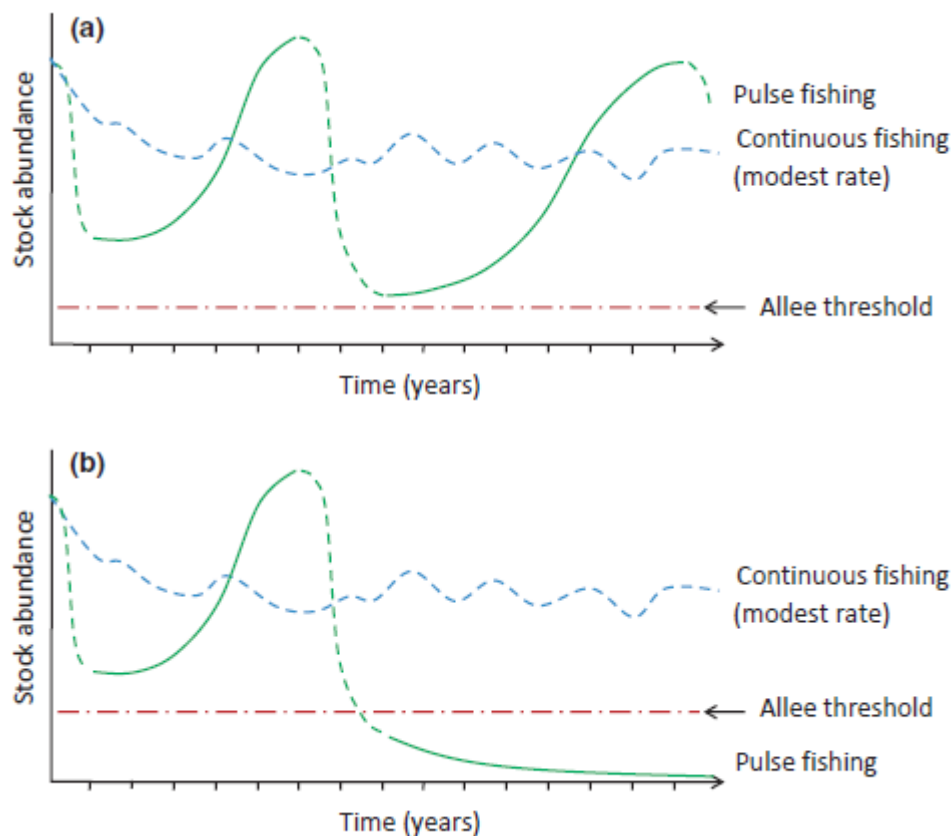 (a)
Stock abundance
Pulse fishing
Continuous fishing
(modest rate)
Allee threshold
Time (years)
(b)
Stock abundance
Continuous fishing
(modest rate)
Allee threshold
Pulse fishing
Time (years)